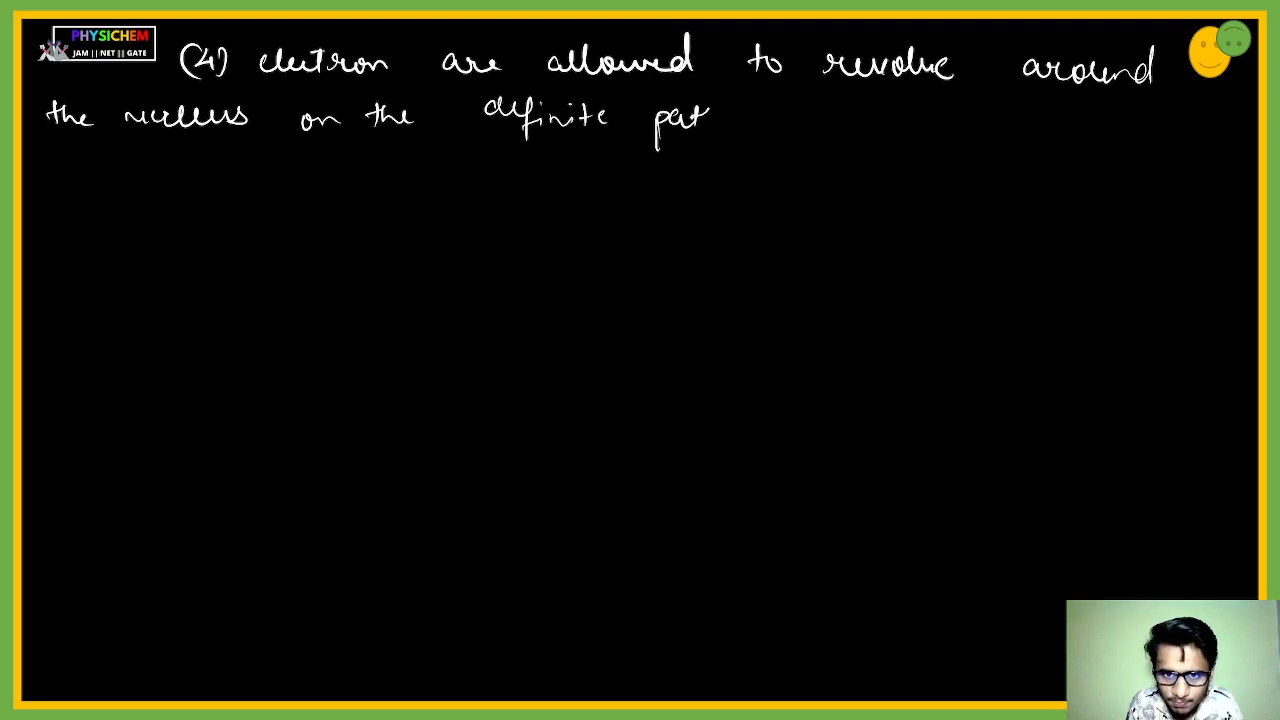 PHYSICHEM
JAM || NET || GATE
(4) electron are allowed to revolve around
the nucleus on the definite pat